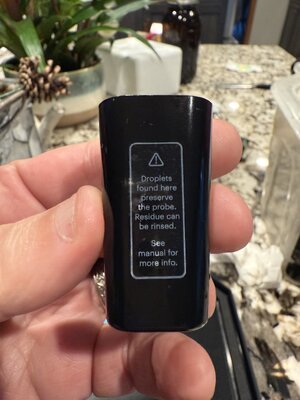 Droplets
found here
preserve
the probe.
Residue can
be rinsed.
See
manual for
more info.